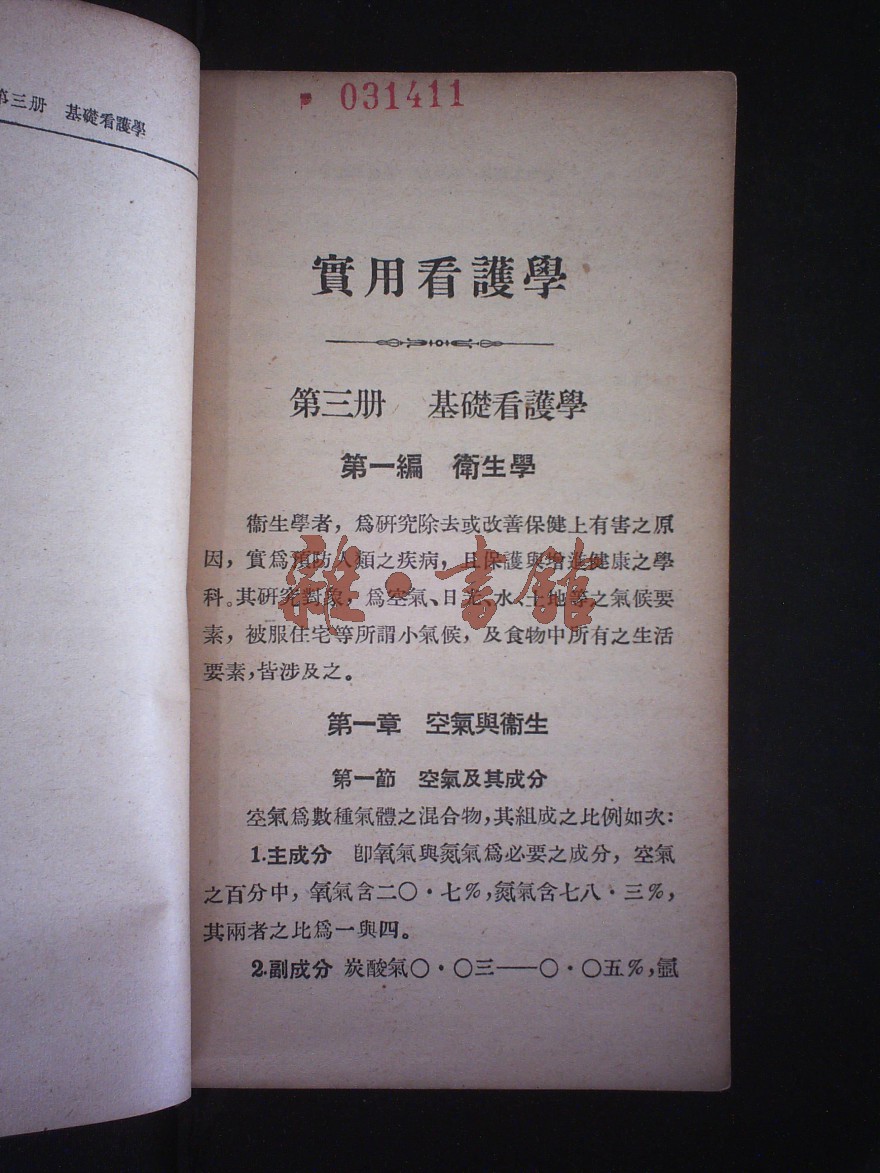 第三册 基礎看護學
031411
實用看護學
第三册 基礎看護學
第一編 衛生學
衞生學者，爲硏究除去或改善保健上有害之原
因，實爲預防人類之疾病，且保護與增進健康之學
科。其硏究對象，爲空氣、日光、水、土地等之氣候要
素，被服住宅等所謂小氣候，及食物中所有之生活
要素，皆涉及之。
第一章 空氣與衞生
第一節 空氣及其成分
空氣爲數種氣體之混合物，其組成之比例如次：
1.主成分 卽氧氣與氮氣爲必要之成分，空氣
之百分中，氧氣含二〇·七%，氮氣含七八·三%，
其兩者之比爲一與四。
2.副成分 炭酸氣〇·〇三——〇·〇五%，氬
雜·書館